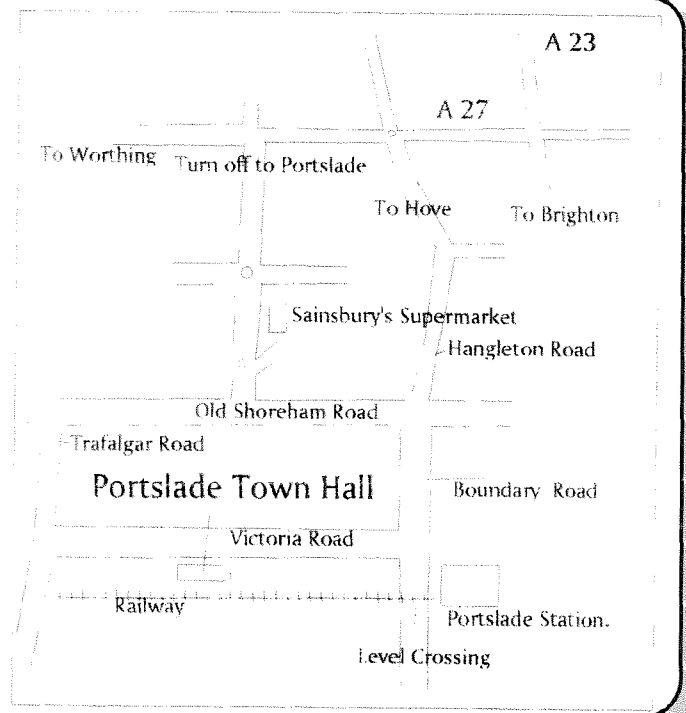 A 23
A 27
To Worthing
Turn off to Portslade
To Hove
To Brighton
Sainsbury's Supermarket
Hangleton Road
Old Shoreham Road
Trafalgar Road
Portslade Town Hall
Boundary Road
Victoria Road
Railway
Portslade Station.
Level Crossing